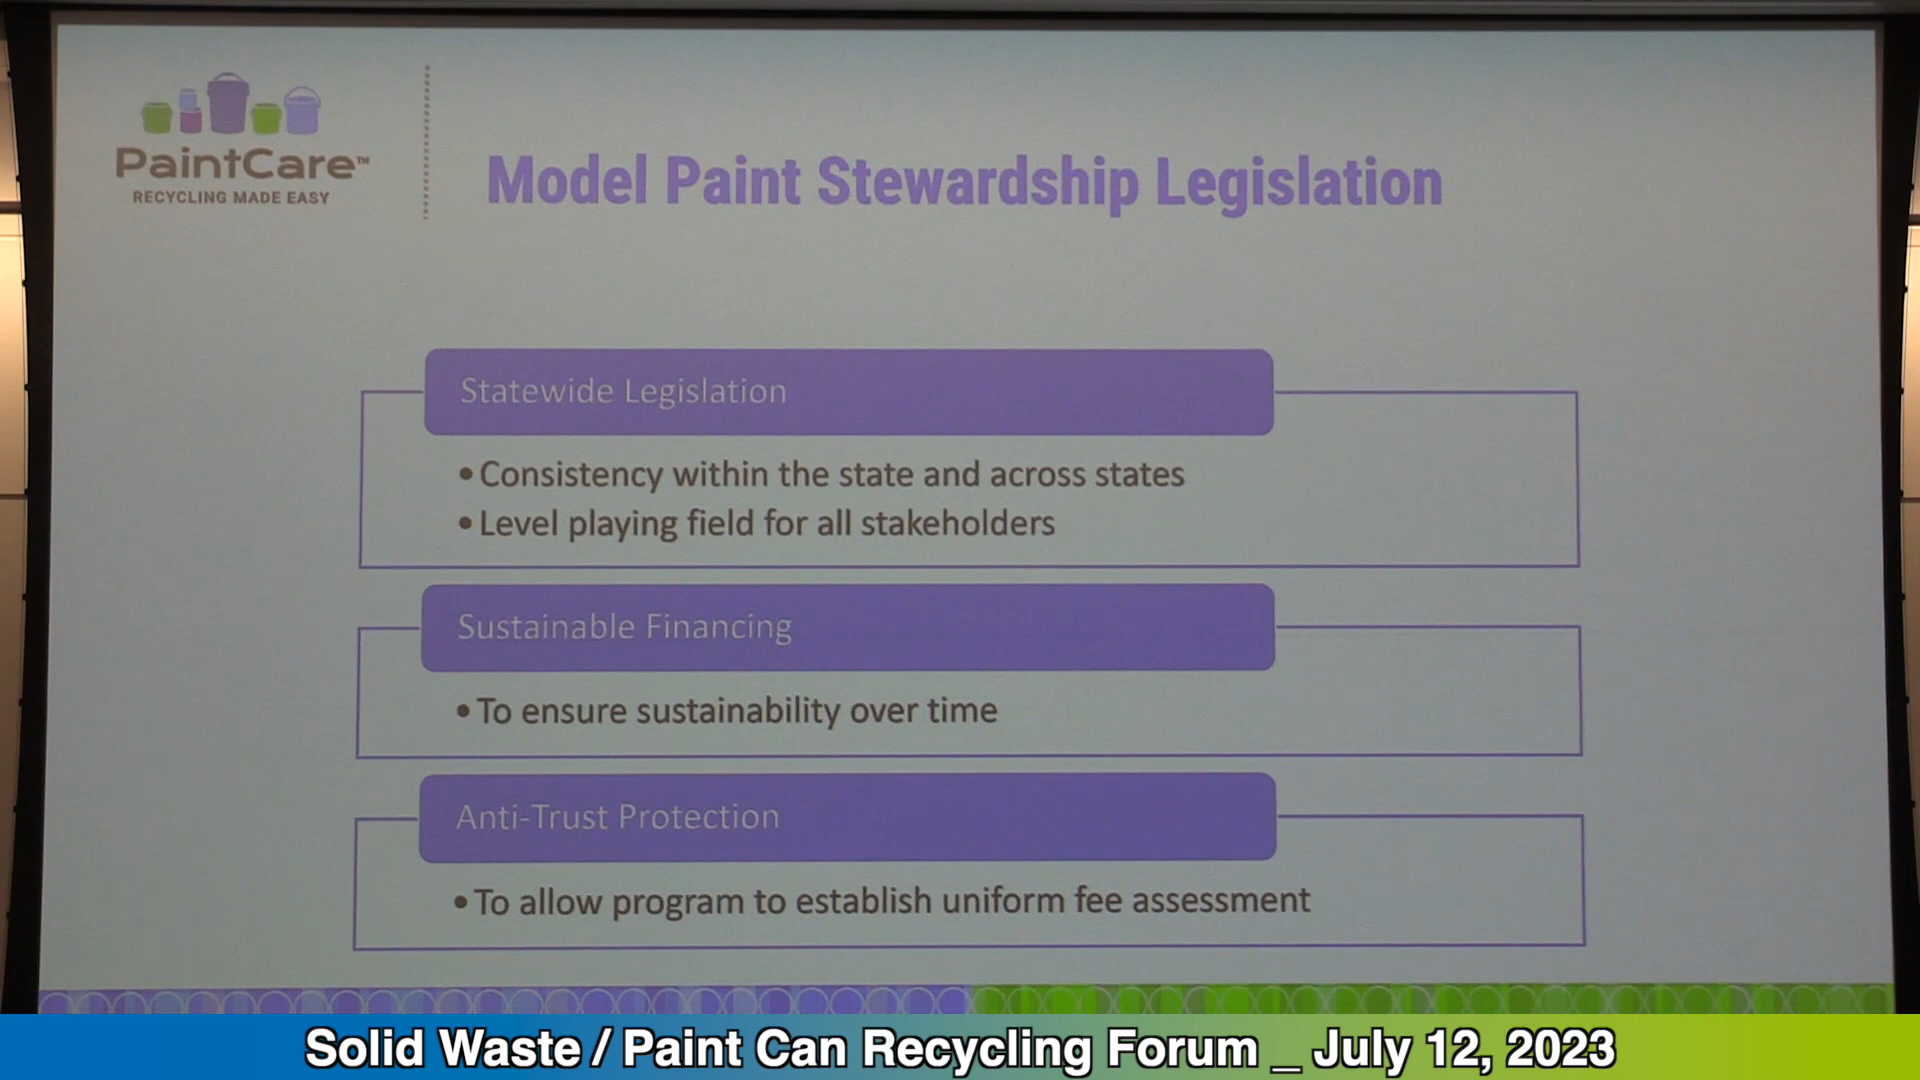 PaintCare™
RECYCLING MADE EASY
Model Paint Stewardship Legislation
Statewide Legislation
• Consistency within the state and across states
• Level playing field for all stakeholders
Sustainable Financing
• To ensure sustainability over time
Anti-Trust Protection
• To allow program to establish uniform fee assessment
Solid Waste / Paint Can Recycling Forum _ July 12, 2023